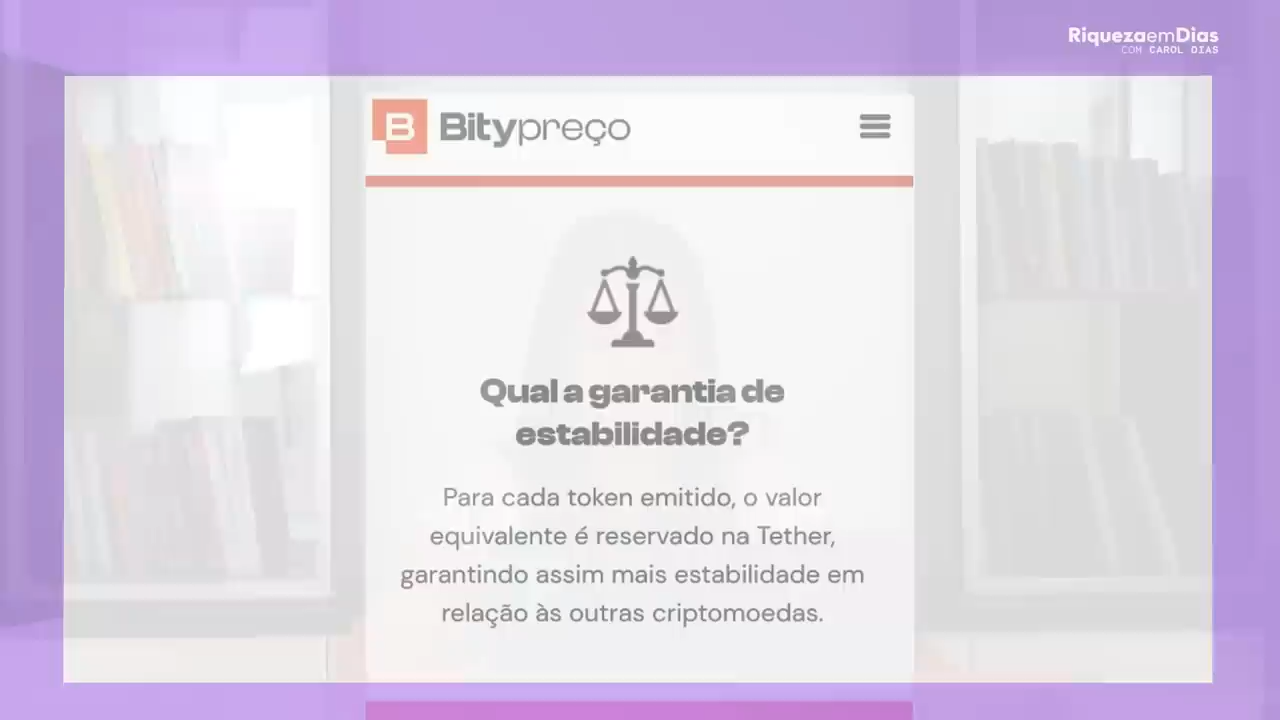 RiquezaemDias
COM CAROL DIAS
B Bitypreço
Qual a garantia de
estabilidade?
Para cada token emitido, o valor
equivalente é reservado na Tether,
garantindo assim mais estabilidade em
relação às outras criptomoedas.